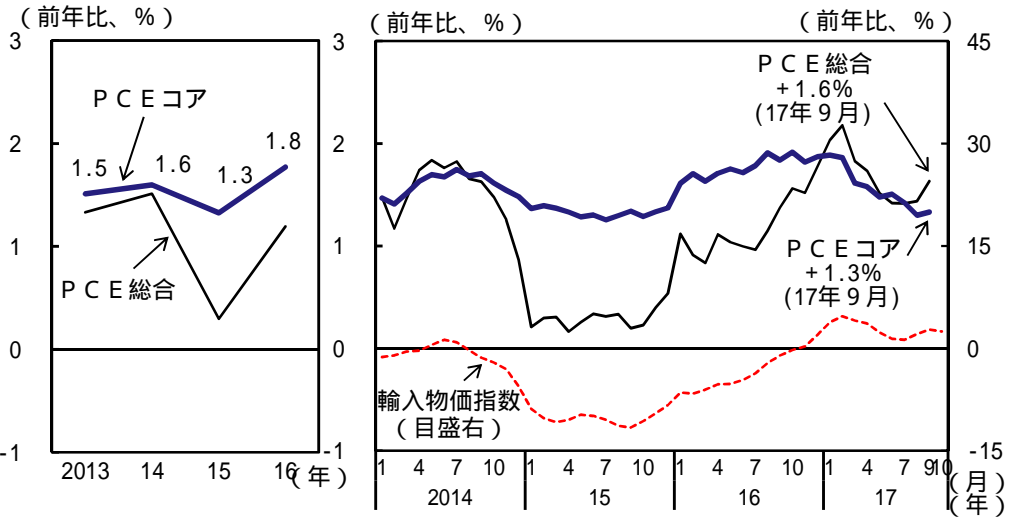 （前年比、%）
3
2
1
0
-1
ＰＣＥコア
1.5
1.6
1.3
1.8
ＰＣＥ総合
2013 14 15 16
（年）
（前年比、%）
（前年比、%）
3
2
1
0
-1
45
30
15
0
-15
ＰＣＥ総合
+1.6%
(17年９月)
ＰＣＥコア
+1.3%
(17年９月)
輸入物価指数
（目盛右）
1 4 7 10 1 4 7 10 1 4 7 10 1 4 7 9 10
（月）
2014 15 16 17
（年）